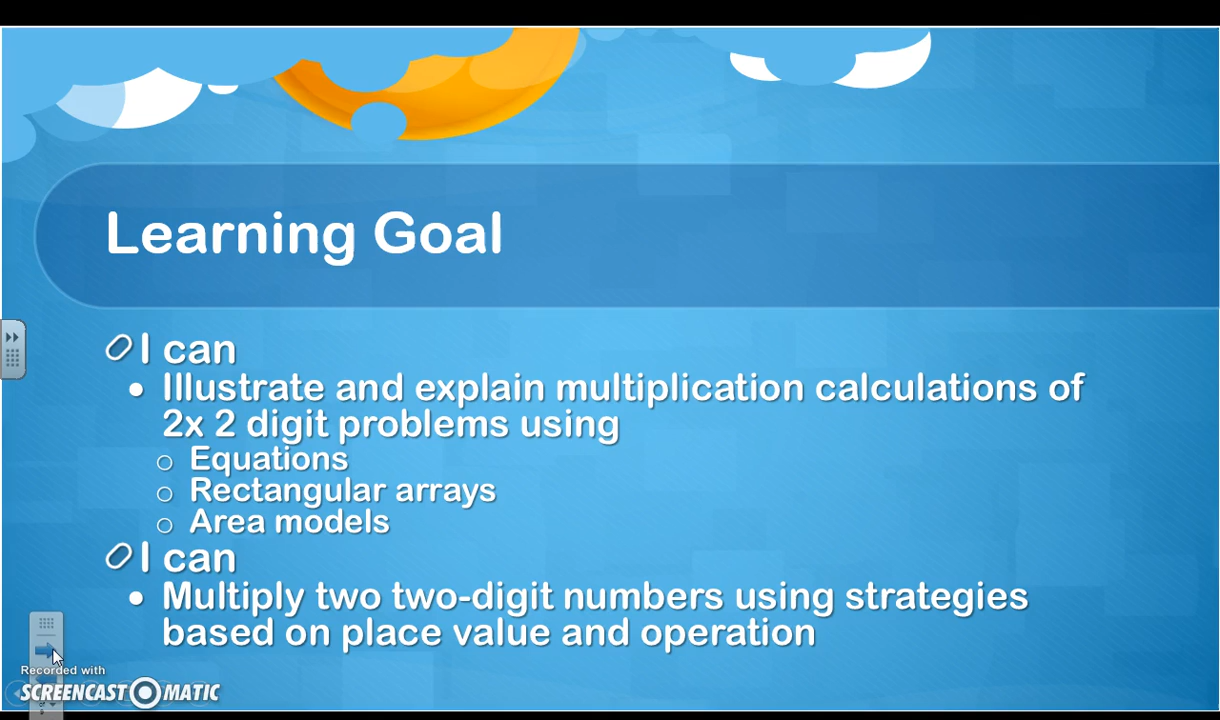 Learning Goal
I can
• Illustrate and explain multiplication calculations of
2x 2 digit problems using
○ Equations
○ Rectangular arrays
○ Area models
I can
• Multiply two two-digit numbers using strategies
based on place value and operation
Recorded with
SCREENCAST MATIC